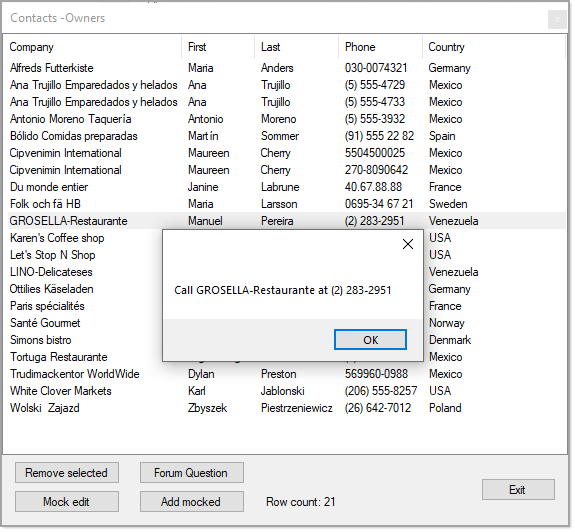 Contacts -Owners
Company First Last Phone Country
Alfreds Futterkiste Maria Anders 030-0074321 Germany
Ana Trujillo Emparedados y helados Ana Trujillo (5) 555-4729 Mexico
Ana Trujillo Emparedados y helados Ana Trujillo (5) 555-4733 Mexico
Antonio Moreno Taquería Antonio Moreno (5) 555-3932 Mexico
Bólido Comidas preparadas Martín Sommer (91) 555 22 82 Spain
Cipvenimin International Maureen Cherry 5504500025 Mexico
Cipvenimin International Maureen Cherry 270-8090642 Mexico
Du monde entier Janine Labrune 40.67.88.88 France
Folk och fä HB Maria Larsson 0695-34 67 21 Sweden
GROSELLA-Restaurante Manuel Pereira (2) 283-2951 Venezuela
Karen's Coffee shop USA
Let's Stop N Shop USA
LINO-Delicateses Venezuela
Ottilies Käseladen Germany
Paris spécialités France
Santé Gourmet Norway
Simons bistro Denmark
Tortuga Restaurante Mexico
Trudimackentor WorldWide Dylan Preston 569960-0988 Mexico
White Clover Markets Karl Jablonski (206) 555-8257 USA
Wolski Zajazd Zbyszek Piestrzeniewicz (26) 642-7012 Poland
Call GROSELLA-Restaurante at (2) 283-2951
OK
Remove selected Forum Question
Mock edit Add mocked Row count: 21 Exit